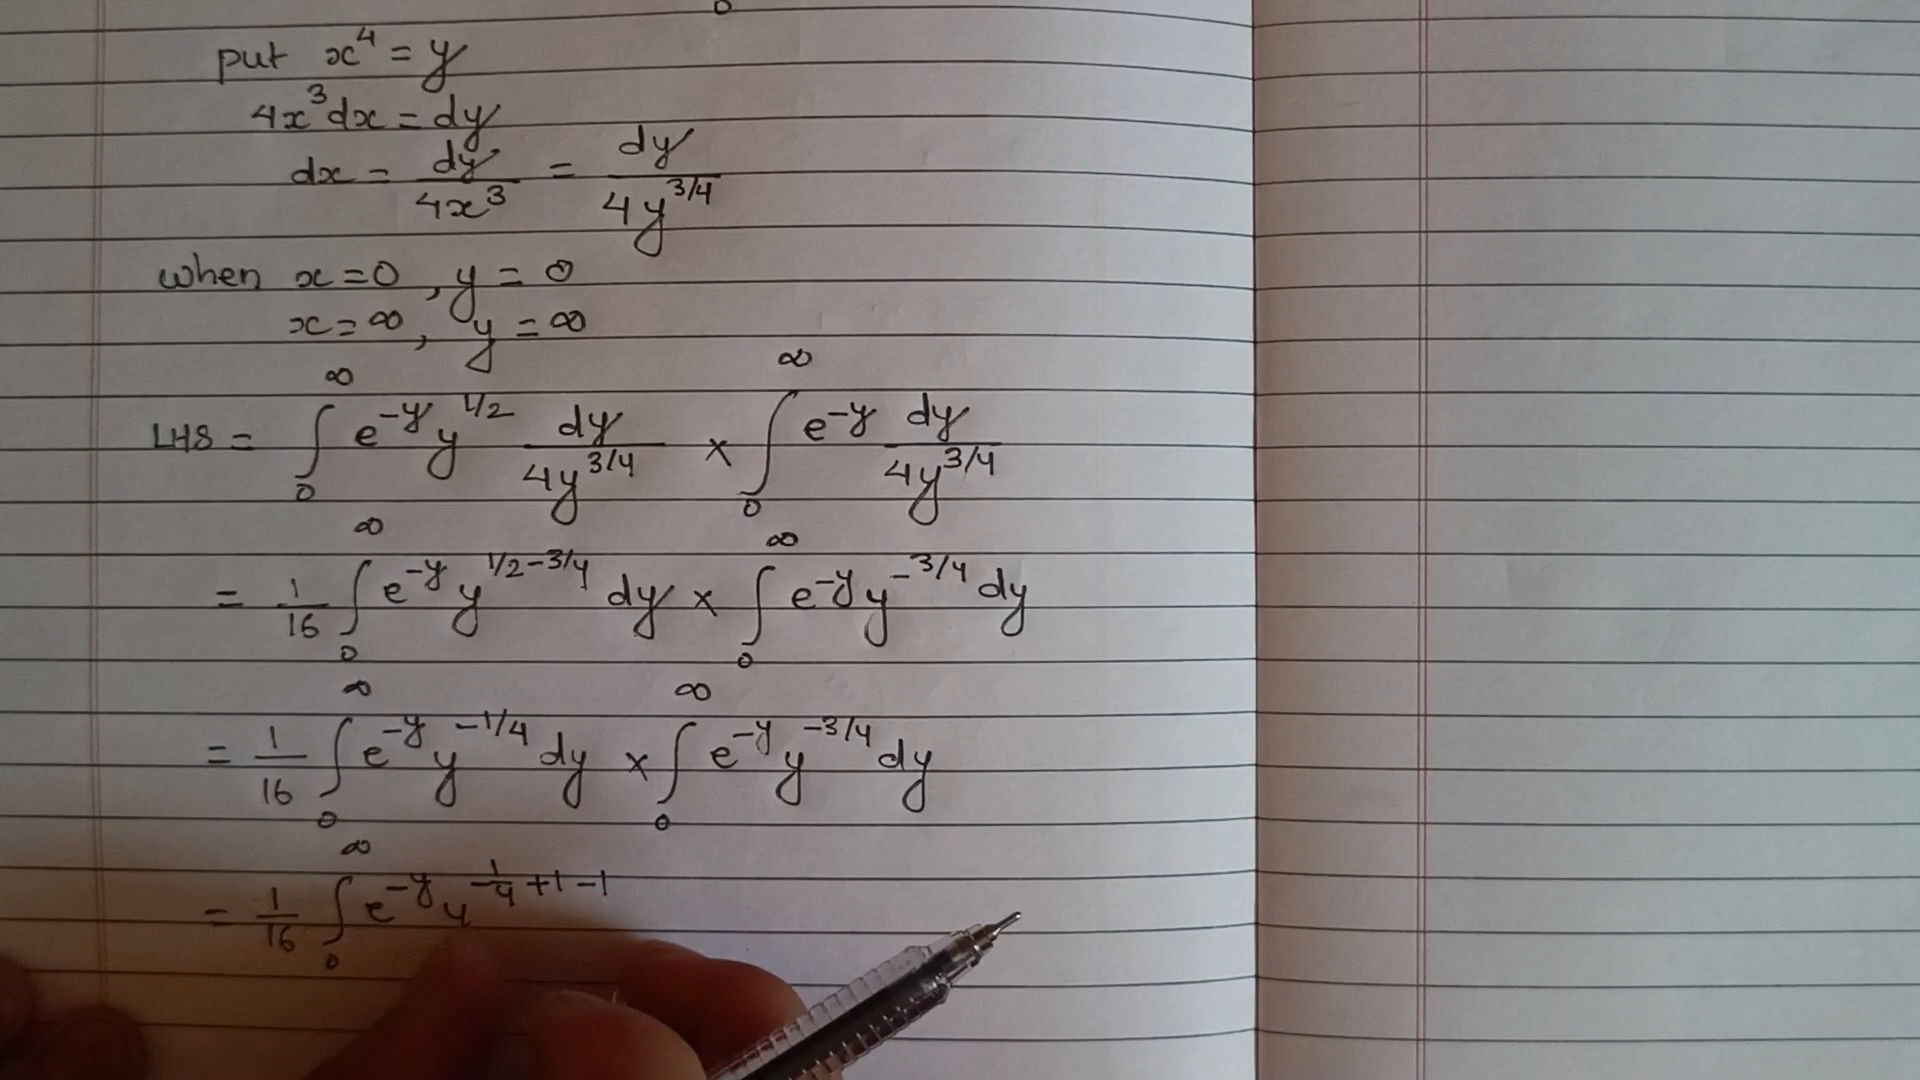 put x⁴ = y
4x³dx = dy
dx = dy/4x³ = dy/4y^{3/4}
when x = 0, y = 0
x = ∞, y = ∞
LHS = ∫₀^∞ e^{-y} y^{1/2} dy/4y^{3/4} × ∫₀^∞ e^{-y} dy/4y^{3/4}
= 1/16 ∫₀^∞ e^{-y} y^{1/2-3/4} dy × ∫₀^∞ e^{-y} y^{-3/4} dy
= 1/16 ∫₀^∞ e^{-y} y^{-1/4} dy × ∫₀^∞ e^{-y} y^{-3/4} dy
= 1/16 ∫₀^∞ e^{-y} y^{-1/4+1-1}